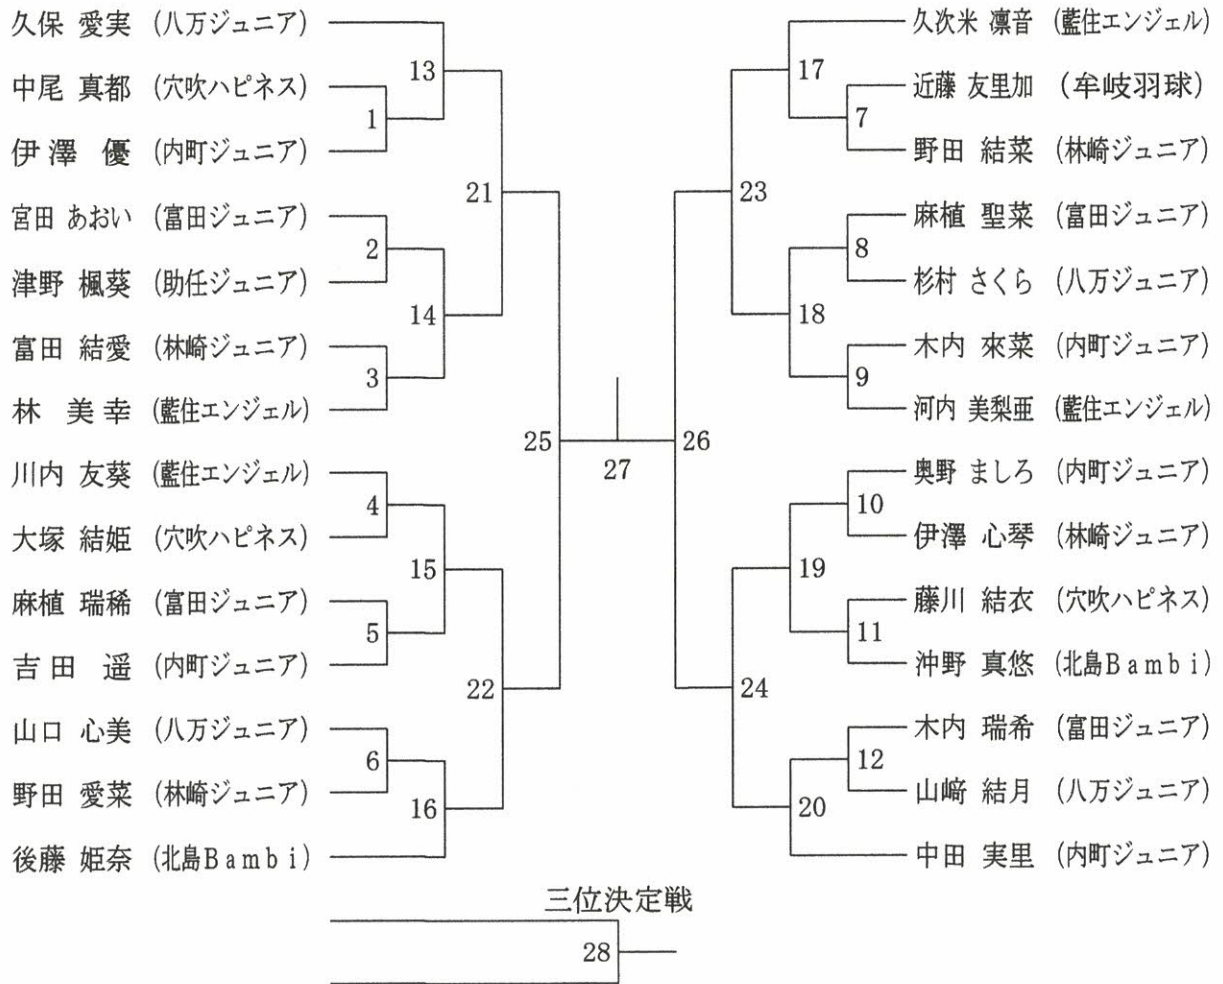 久保 愛実 (八万ジュニア)
中尾 真都 (穴吹ハピネス)
伊澤 優 (内町ジュニア)
宮田 あおい (富田ジュニア)
津野 楓葵 (助任ジュニア)
富田 結愛 (林崎ジュニア)
林 美幸 (藍住エンジェル)
川内 友葵 (藍住エンジェル)
大塚 結姫 (穴吹ハピネス)
麻植 瑞稀 (富田ジュニア)
吉田 遥 (内町ジュニア)
山口 心美 (八万ジュニア)
野田 愛菜 (林崎ジュニア)
後藤 姫奈 (北島Bambi)
1
2
3
4
5
6
13
14
15
16
21
22
25
27
26
23
24
17
18
19
20
7
8
9
10
11
12
久次米 凛音 (藍住エンジェル)
近藤 友里加 (牟岐羽球)
野田 結菜 (林崎ジュニア)
麻植 聖菜 (富田ジュニア)
杉村 さくら (八万ジュニア)
木内 來菜 (内町ジュニア)
河内 美梨亜 (藍住エンジェル)
奥野 ましろ (内町ジュニア)
伊澤 心琴 (林崎ジュニア)
藤川 結衣 (穴吹ハピネス)
沖野 真悠 (北島Bambi)
木内 瑞希 (富田ジュニア)
山﨑 結月 (八万ジュニア)
中田 実里 (内町ジュニア)
三位決定戦
28